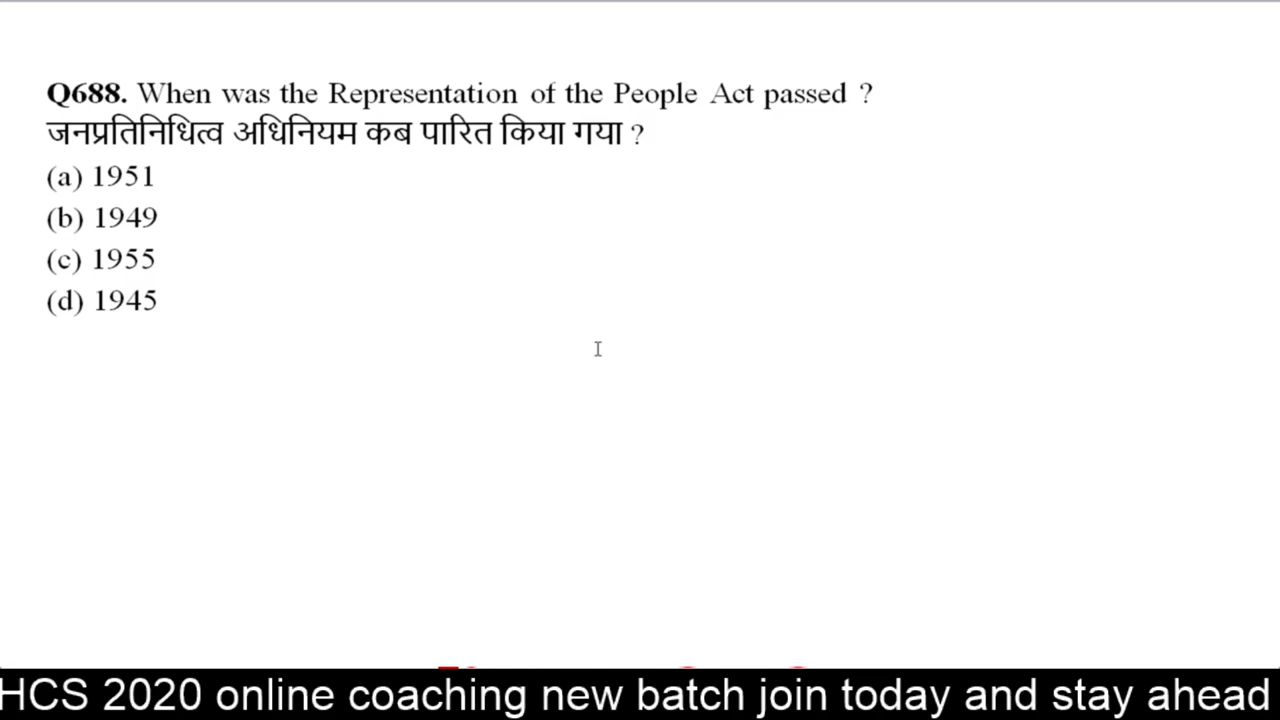 Q688. When was the Representation of the People Act passed ?
जनप्रतिनिधित्व अधिनियम कब पारित किया गया ?
(a) 1951
(b) 1949
(c) 1955
(d) 1945
HCS 2020 online coaching new batch join today and stay ahead